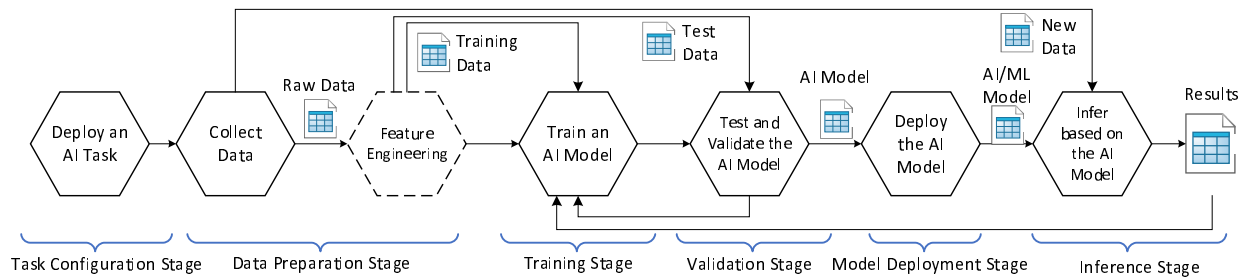 Training
Data
Test
Data
New
Data
Raw Data
AI Model
AI/ML
Model
Results
Deploy an
AI Task
Collect
Data
Feature
Engineering
Train an
AI Model
Test and
Validate the
AI Model
Deploy
the AI
Model
Infer
based on
the AI
Model
Task Configuration Stage
Data Preparation Stage
Training Stage
Validation Stage
Model Deployment Stage
Inference Stage